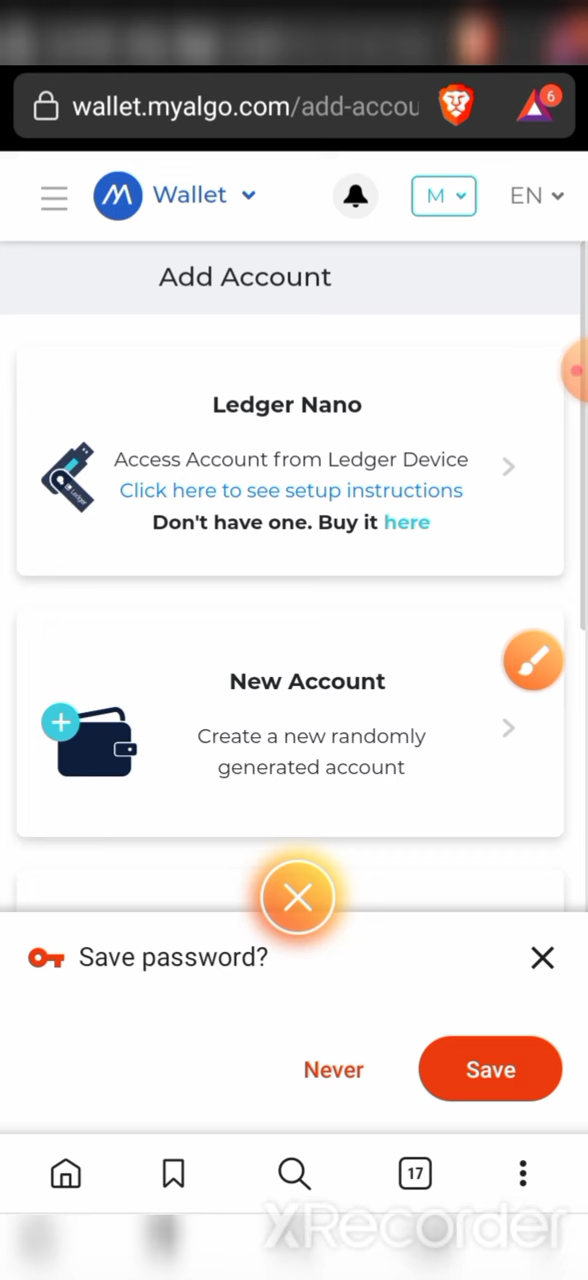 wallet.myalgo.com/add-accou
6
Wallet
M
EN
Add Account
Ledger Nano
Access Account from Ledger Device
Click here to see setup instructions
Don't have one. Buy it here
Ledger
New Account
Create a new randomly
generated account
Save password?
Never
Save
17
XRecorder